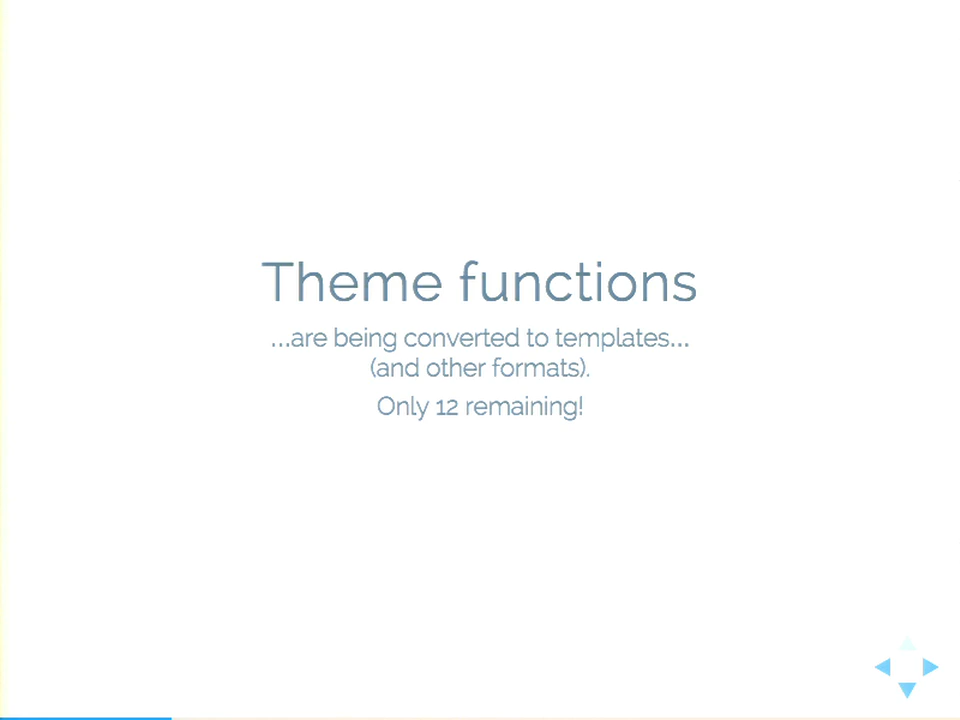 Theme functions
...are being converted to templates...
(and other formats).
Only 12 remaining!